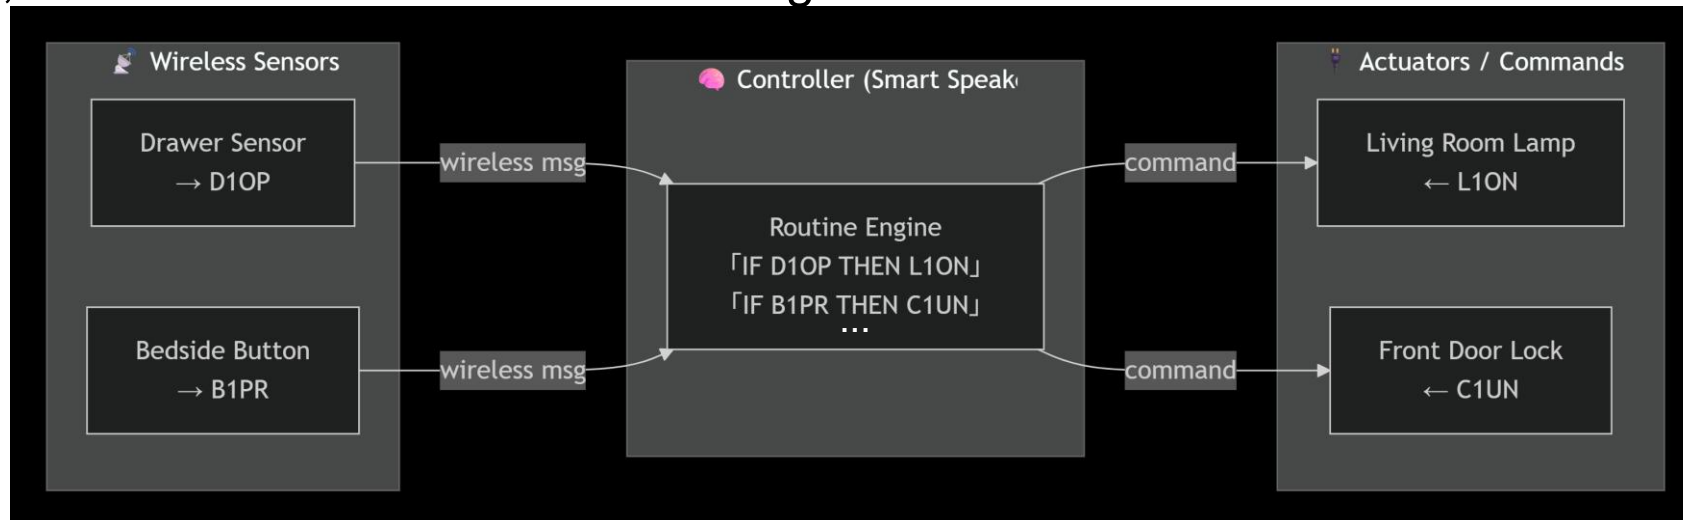 Wireless Sensors
Drawer Sensor
→ D1OP
Bedside Button
→ B1PR
wireless msg
wireless msg
Controller (Smart Speak
Routine Engine
「IF D1OP THEN L1ON」
「IF B1PR THEN C1UN」
...
command
command
Actuators / Commands
Living Room Lamp
← L1ON
Front Door Lock
← C1UN